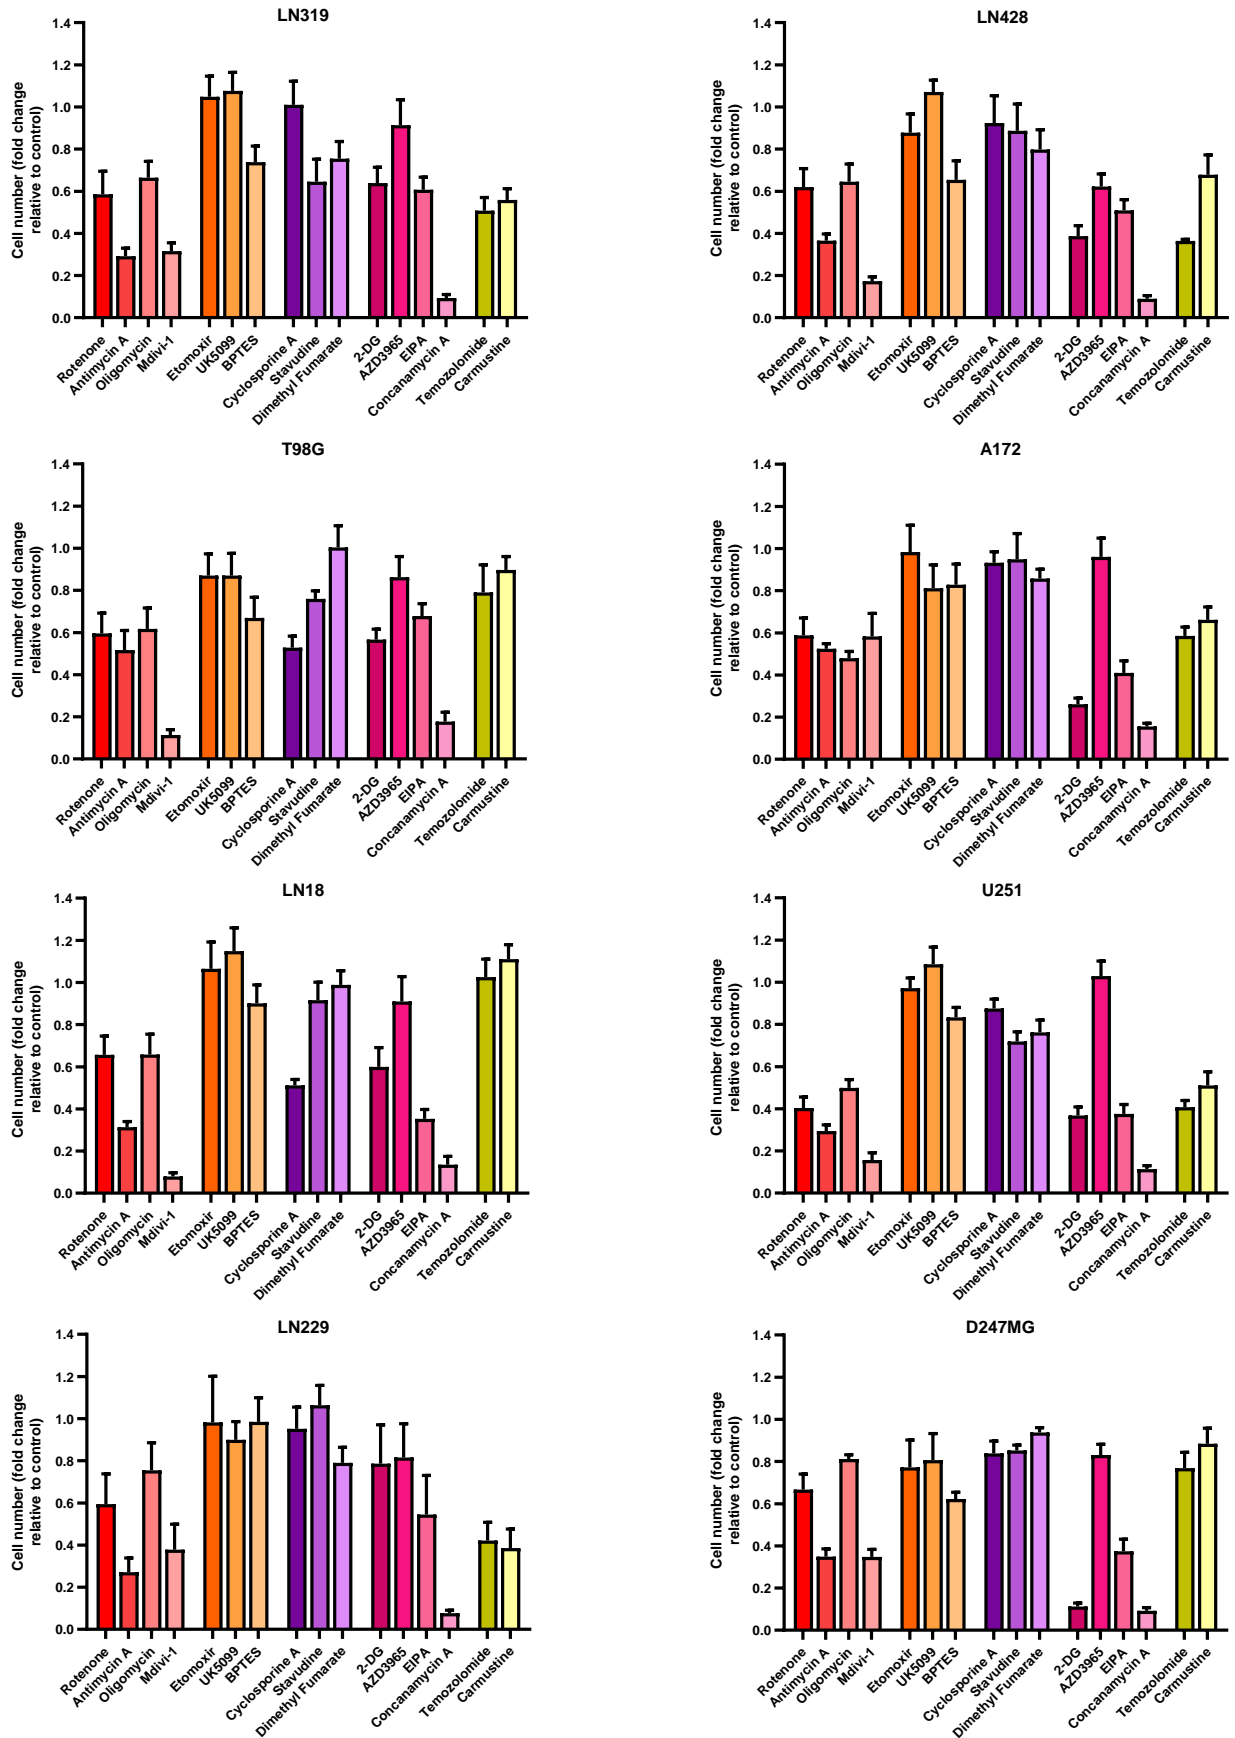 LN319
Cell number (fold change
relative to control)
1.4
1.2
1.0
0.8
0.6
0.4
0.2
0.0
Rotenone
Antimycin A
Oligomycin
Mdivi-1
Etomoxir
UK5099
BPTES
Cyclosporine A
Stavudine
Dimethyl Fumarate
2-DG
AZD3965
EIPA
Concanamycin A
Temozolomide
Carmustine
LN428
Cell number (fold change
relative to control)
1.4
1.2
1.0
0.8
0.6
0.4
0.2
0.0
Rotenone
Antimycin A
Oligomycin
Mdivi-1
Etomoxir
UK5099
BPTES
Cyclosporine A
Stavudine
Dimethyl Fumarate
2-DG
AZD3965
EIPA
Concanamycin A
Temozolomide
Carmustine
T98G
Cell number (fold change
relative to control)
1.4
1.2
1.0
0.8
0.6
0.4
0.2
0.0
Rotenone
Antimycin A
Oligomycin
Mdivi-1
Etomoxir
UK5099
BPTES
Cyclosporine A
Stavudine
Dimethyl Fumarate
2-DG
AZD3965
EIPA
Concanamycin A
Temozolomide
Carmustine
A172
Cell number (fold change
relative to control)
1.4
1.2
1.0
0.8
0.6
0.4
0.2
0.0
Rotenone
Antimycin A
Oligomycin
Mdivi-1
Etomoxir
UK5099
BPTES
Cyclosporine A
Stavudine
Dimethyl Fumarate
2-DG
AZD3965
EIPA
Concanamycin A
Temozolomide
Carmustine
LN18
Cell number (fold change
relative to control)
1.4
1.2
1.0
0.8
0.6
0.4
0.2
0.0
Rotenone
Antimycin A
Oligomycin
Mdivi-1
Etomoxir
UK5099
BPTES
Cyclosporine A
Stavudine
Dimethyl Fumarate
2-DG
AZD3965
EIPA
Concanamycin A
Temozolomide
Carmustine
U251
Cell number (fold change
relative to control)
1.4
1.2
1.0
0.8
0.6
0.4
0.2
0.0
Rotenone
Antimycin A
Oligomycin
Mdivi-1
Etomoxir
UK5099
BPTES
Cyclosporine A
Stavudine
Dimethyl Fumarate
2-DG
AZD3965
EIPA
Concanamycin A
Temozolomide
Carmustine
LN229
Cell number (fold change
relative to control)
1.4
1.2
1.0
0.8
0.6
0.4
0.2
0.0
Rotenone
Antimycin A
Oligomycin
Mdivi-1
Etomoxir
UK5099
BPTES
Cyclosporine A
Stavudine
Dimethyl Fumarate
2-DG
AZD3965
EIPA
Concanamycin A
Temozolomide
Carmustine
D247MG
Cell number (fold change
relative to control)
1.4
1.2
1.0
0.8
0.6
0.4
0.2
0.0
Rotenone
Antimycin A
Oligomycin
Mdivi-1
Etomoxir
UK5099
BPTES
Cyclosporine A
Stavudine
Dimethyl Fumarate
2-DG
AZD3965
EIPA
Concanamycin A
Temozolomide
Carmustine